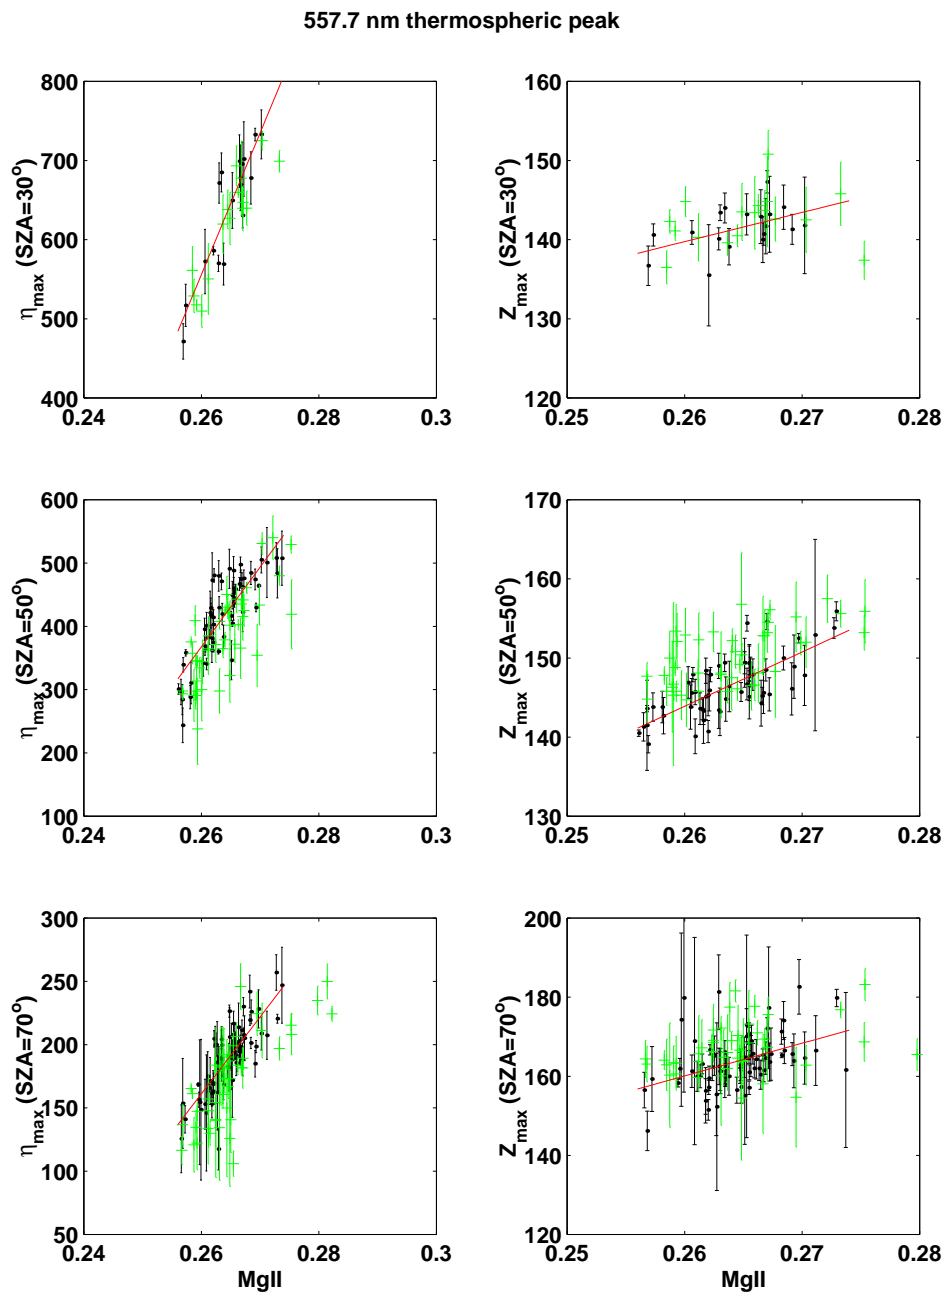 557.7 nm thermospheric peak
800
700
600
500
400
0.24 0.26 0.28 0.3
η_max (SZA=30°)
160
150
140
130
120
0.25 0.26 0.27 0.28
Z_max (SZA=30°)
600
500
400
300
200
100
0.24 0.26 0.28 0.3
η_max (SZA=50°)
170
160
150
140
130
0.25 0.26 0.27 0.28
Z_max (SZA=50°)
300
250
200
150
100
50
0.24 0.26 0.28 0.3
η_max (SZA=70°)
MgII
200
180
160
140
120
0.25 0.26 0.27 0.28
Z_max (SZA=70°)
MgII